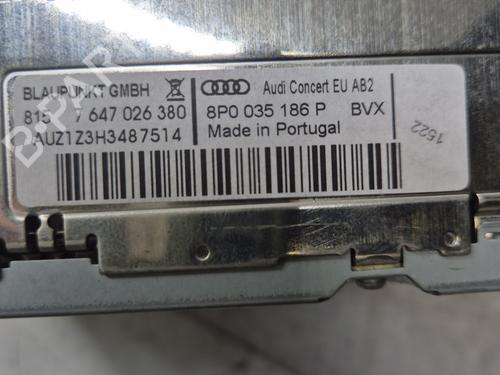 BLAUPUNKT GMBH
Audi Concert EU AB2
815 7 647 026 380
8P0 035 186 P BVX
AUZ1Z3H3487514
Made in Portugal
1522